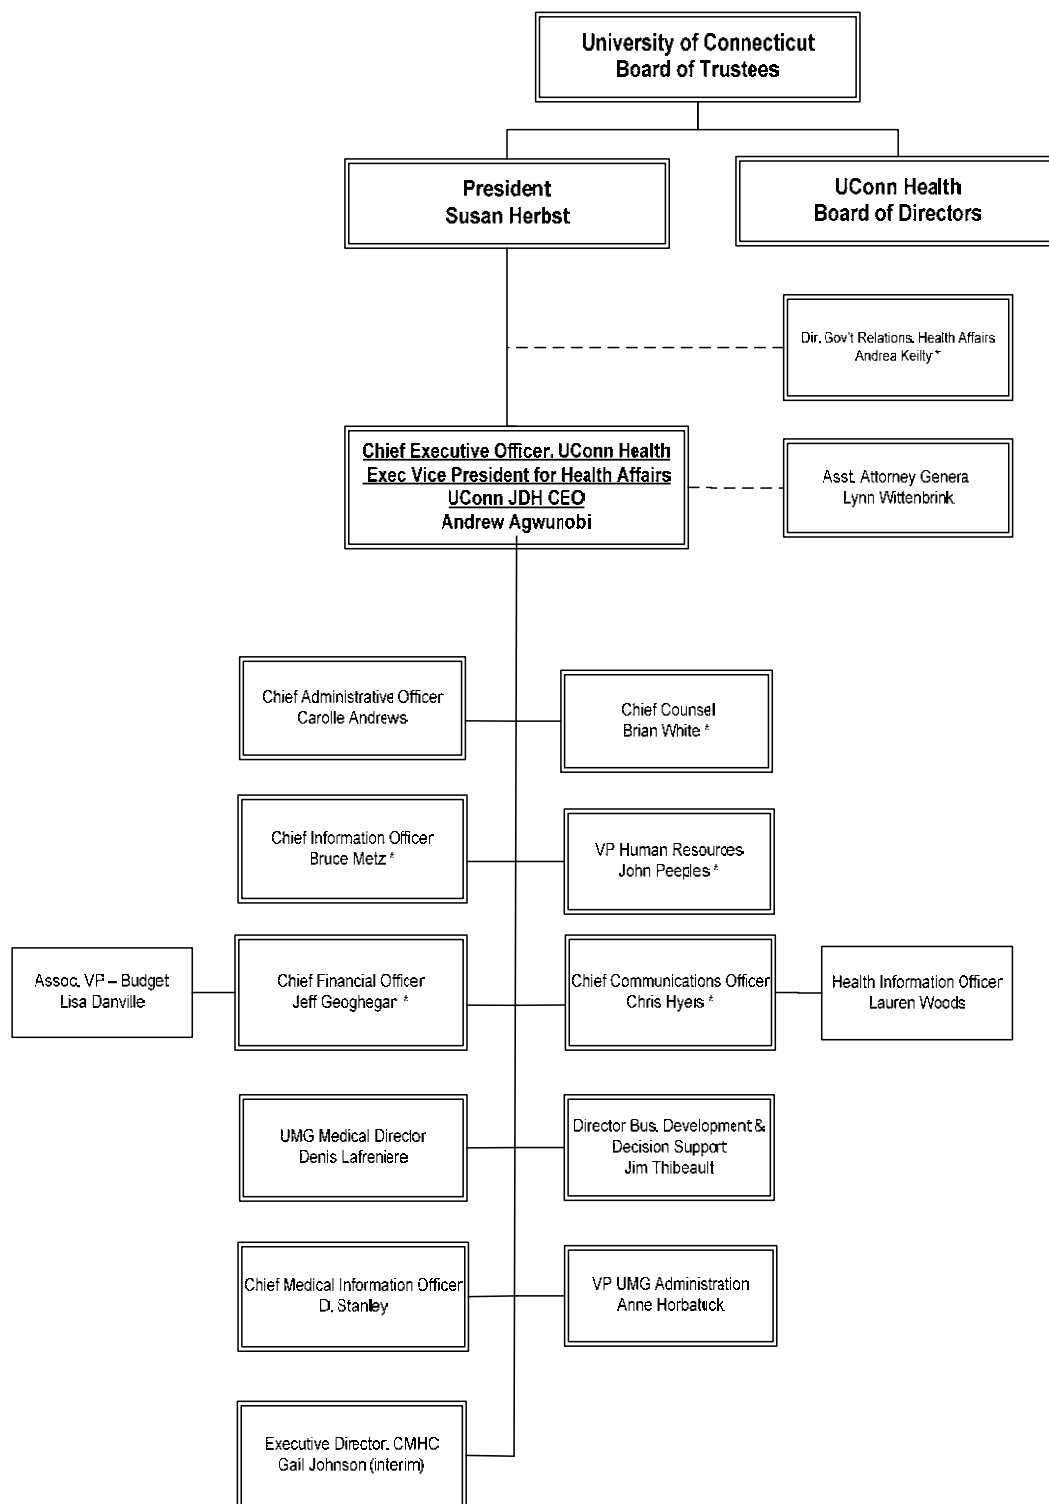 University of Connecticut
Board of Trustees
President
Susan Herbst
UConn Health
Board of Directors
Dir. Gov't Relations, Health Affairs
Andrea Keilty *
Chief Executive Officer, UConn Health
Exec Vice President for Health Affairs
UConn JDH CEO
Andrew Agwunobi
Asst. Attorney Genera
Lynn Wittenbrink
Chief Administrative Officer
Carolle Andrews
Chief Counsel
Brian White *
Chief Information Officer
Bruce Metz *
VP Human Resources
John Peeples *
Assoc. VP – Budget
Lisa Danville
Chief Financial Officer
Jeff Geoghegan *
Chief Communications Officer
Chris Hyers *
Health Information Officer
Lauren Woods
UMG Medical Director
Denis Lafreniere
Director Bus. Development &
Decision Support
Jim Thibeault
Chief Medical Information Officer
D. Stanley
VP UMG Administration
Anne Horbatuck
Executive Director, CMHC
Gail Johnson (interim)